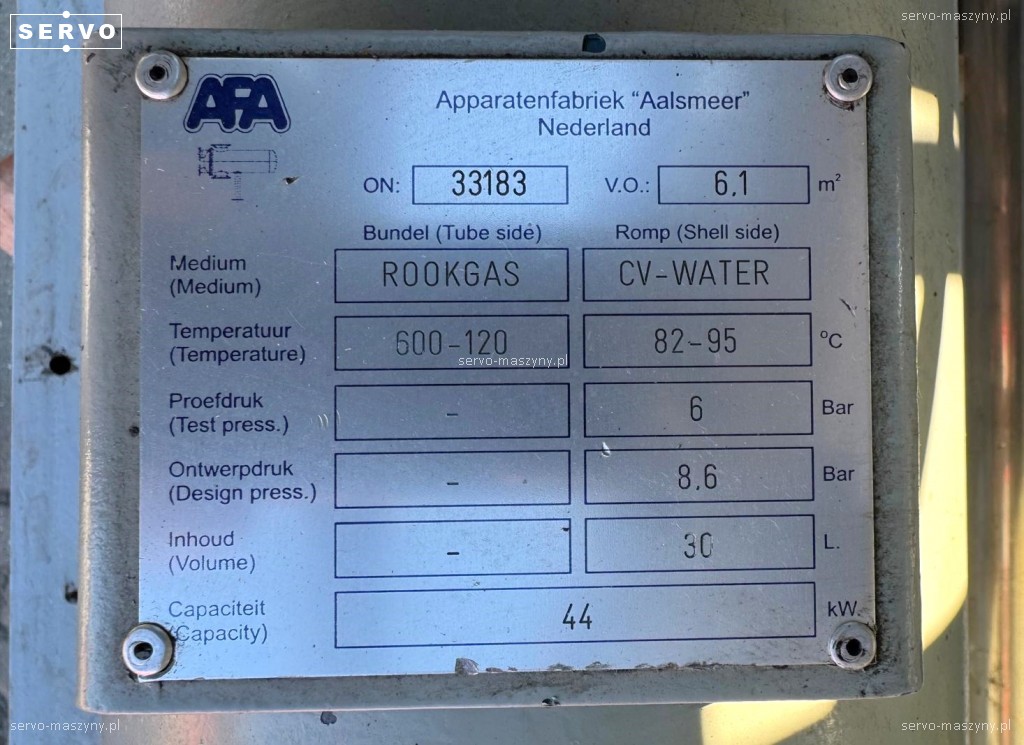 SERVO
servo-maszyny.pl
AFA
Apparatenfabriek "Aalsmeer"
Nederland
ON: 33183 V.O.: 6,1 m²
Bundel (Tube side) Romp (Shell side)
Medium
(Medium) ROOKGAS CV-WATER
Temperatuur
(Temperature) 600-120 82-95 °C
servo-maszyny.pl
Proefdruk
(Test press.) - 6 Bar
Ontwerpdruk
(Design press.) - 8,6 Bar
Inhoud
(Volume) - 30 L.
Capaciteit
(Capacity) 44 kW.
servo-maszyny.pl
servo-maszyny.pl